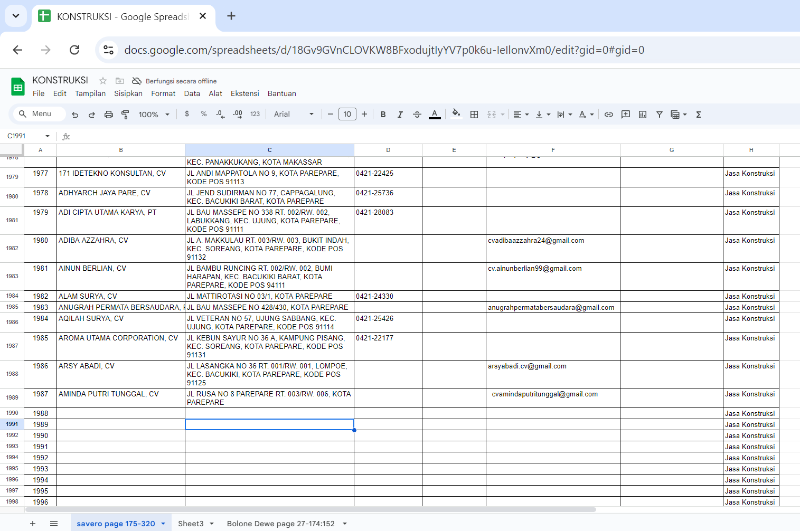 KONSTRUKSI - Google Spreadsh
docs.google.com/spreadsheets/d/18Gv9GVnCLOVKW8BFxodujtIyYV7p0k6u-IeIlonvXm0/edit?gid=0#gid=0
KONSTRUKSI Berfungsi secara offline
File Edit Tampilan Sisipkan Format Data Alat Ekstensi Bantuan
Menu 100% $ % .0 .00 123 Arial 10
C1991 fx
A B C D E F G H
KEC. PANAKKUKANG, KOTA MAKASSAR
1979 1977 171 IDETEKNO KONSULTAN, CV JL ANDI MAPPATOLA NO 9, KOTA PAREPARE, 0421-22425 Jasa Konstruksi
KODE POS 91113
1980 1978 ADHYARCH JAYA PARE, CV JL JEND SUDIRMAN NO 77, CAPPAGALUNG, 0421-25736 Jasa Konstruksi
KEC. BACUKIKI BARAT, KOTA PAREPARE
1981 1979 ADI CIPTA UTAMA KARYA, PT JL BAU MASSEPE NO 338 RT. 002/RW. 002, 0421-28083 Jasa Konstruksi
LABUKKANG. KEC. UJUNG, KOTA PAREPARE,
KODE POS 91111
1982 1980 ADIBA AZZAHRA, CV JL A. MAKKULAU RT. 003/RW. 003, BUKIT INDAH, cvadibaazzahra24@gmail.com Jasa Konstruksi
KEC. SOREANG, KOTA PAREPARE, KODE POS
91132
1983 1981 AINUN BERLIAN, CV JL BAMBU RUNCING RT. 002/RW. 002, BUMI cv.ainunberlian99@gmail.com Jasa Konstruksi
HARAPAN, KEC. BACUKIKI BARAT, KOTA
PAREPARE, KODE POS 94111
1984 1982 ALAM SURYA, CV JL MATTIROTASI NO 03/1, KOTA PAREPARE 0421-24330 Jasa Konstruksi
1985 1983 ANUGRAH PERMATA BERSAUDARA, JL BAU MASSEPE NO 428/430, KOTA PAREPARE anugrahpermatabersaudara@gmail.com Jasa Konstruksi
1986 1984 AQILAH SURYA, CV JL VETERAN NO 57, UJUNG SABBANG, KEC. 0421-25426 Jasa Konstruksi
UJUNG, KOTA PAREPARE, KODE POS 91114
1987 1985 AROMA UTAMA CORPORATION, CV JL KEBUN SAYUR NO 36 A, KAMPUNG PISANG, 0421-22177 Jasa Konstruksi
KEC. SOREANG, KOTA PAREPARE, KODE POS
91131
1988 1986 ARSY ABADI, CV JL LASANGKA NO 36 RT. 001/RW. 001, LOMPOE, arsyabadi.cv@gmail.com Jasa Konstruksi
KEC. BACUKIKI, KOTA PAREPARE, KODE POS
91125
1989 1987 AMINDA PUTRI TUNGGAL, CV JL RUSA NO 8 PAREPARE RT. 003/RW. 006, KOTA cvamindaputritunggal@gmail.com Jasa Konstruksi
PAREPARE
1990 1988 Jasa Konstruksi
1991 1989 Jasa Konstruksi
1992 1990 Jasa Konstruksi
1993 1991 Jasa Konstruksi
1994 1992 Jasa Konstruksi
1995 1993 Jasa Konstruksi
1996 1994 Jasa Konstruksi
1997 1995 Jasa Konstruksi
1998 1996 Jasa Konstruksi
savero page 175-320 Sheet3 Bolone Dewe page 27-174:152